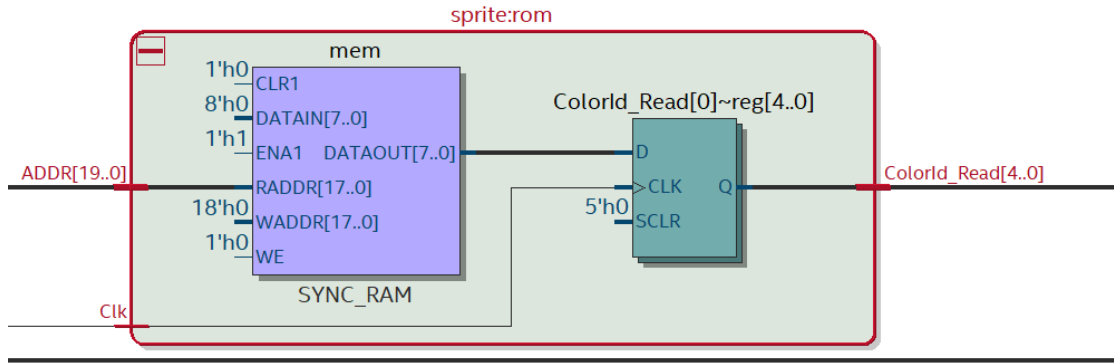 sprite:rom
mem
1'h0
CLR1
8'h0
DATAIN[7..0]
1'h1
ENA1 DATAOUT[7..0]
ADDR[19..0]
RADDR[17..0]
18'h0
WADDR[17..0]
1'h0
WE
SYNC_RAM
ColorId_Read[0]~reg[4..0]
D
CLK Q
5'h0
SCLR
ColorId_Read[4..0]
Clk